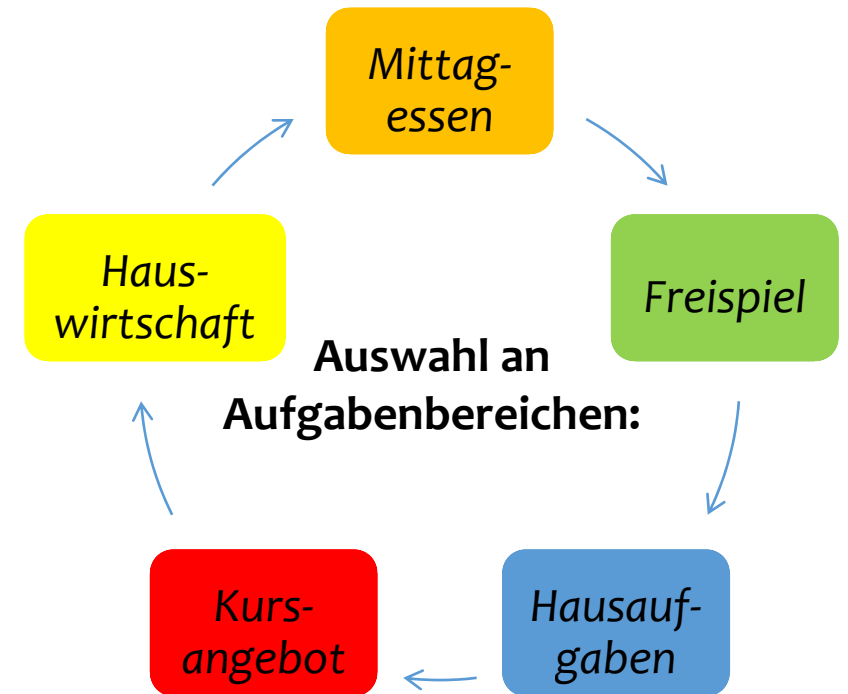 Mittag-
essen
Freispiel
Haus-
wirtschaft
Auswahl an
Aufgabenbereichen:
Hausauf-
gaben
Kurs-
angebot